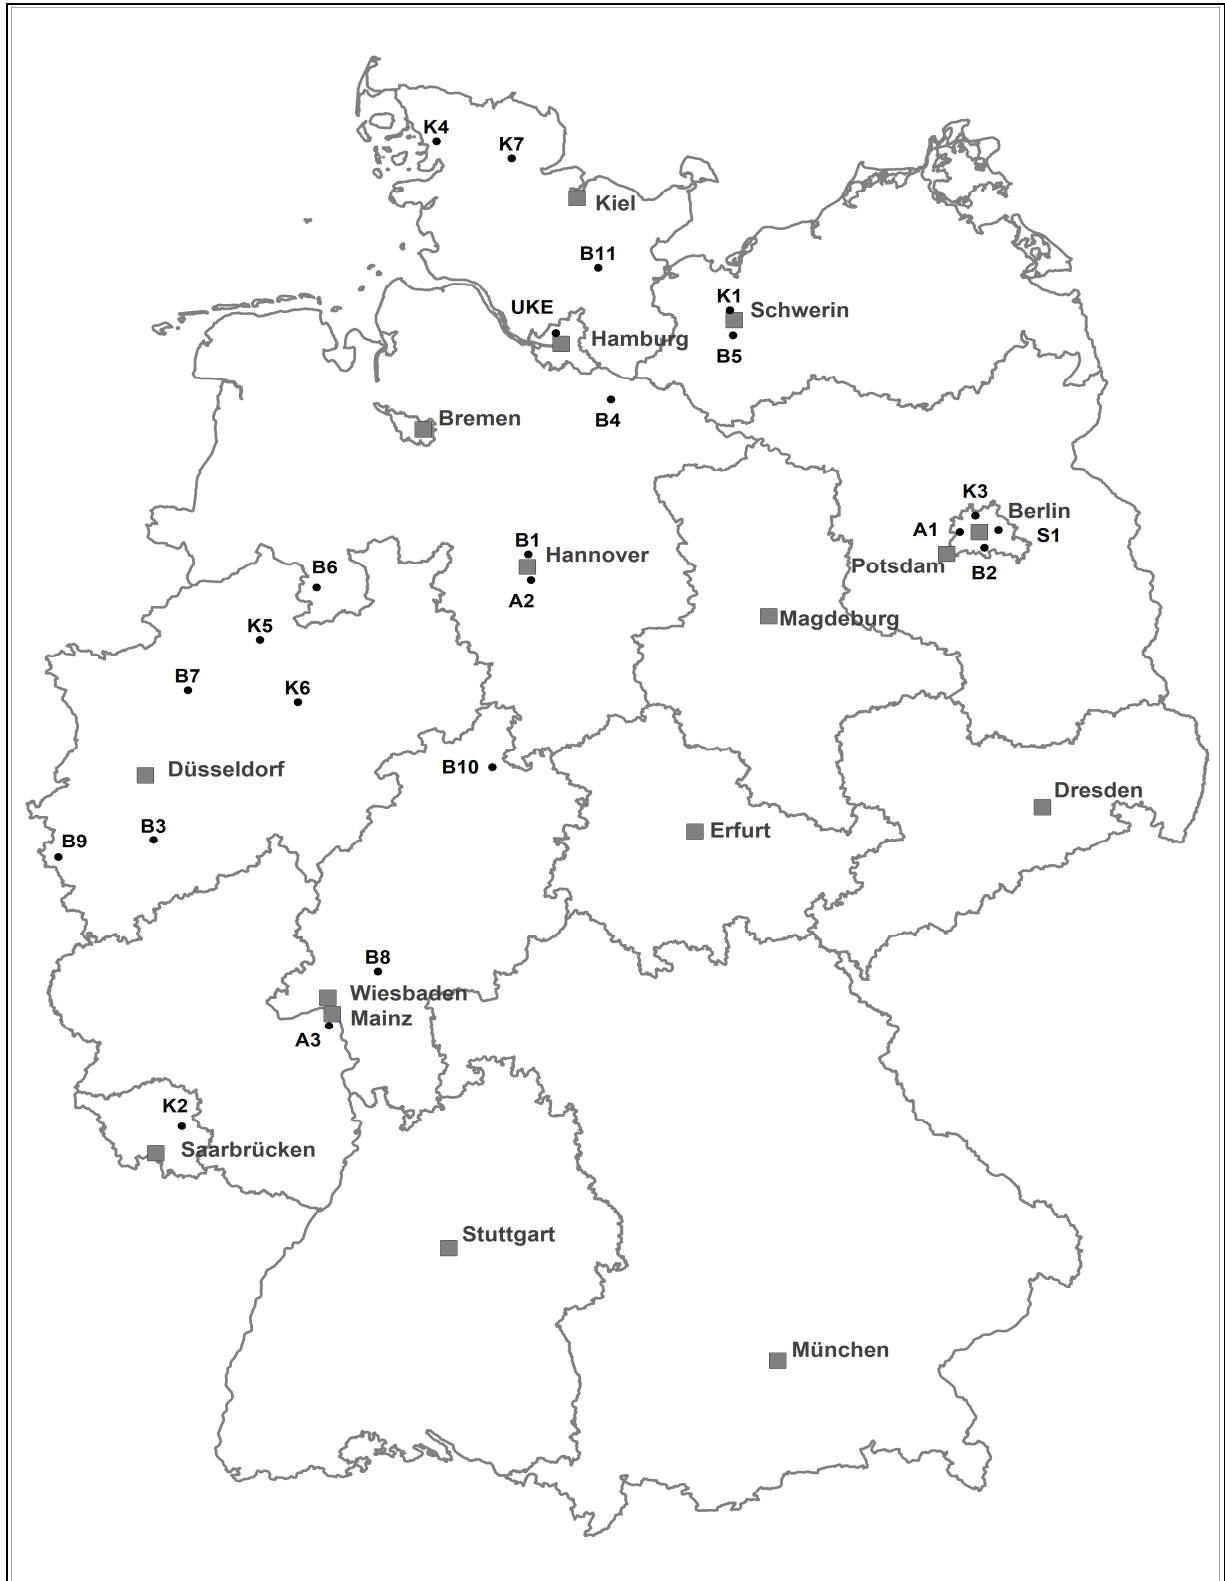 K4
K7
Kiel
B11
K1
Schwerin
UKE
Hamburg
B5
B4
Bremen
K3
Berlin
A1
S1
B1
Hannover
Potsdam
B2
B6
A2
Magdeburg
K5
B7
K6
B10
Düsseldorf
Dresden
B3
Erfurt
B9
B8
Wiesbaden
Mainz
A3
K2
Saarbrücken
Stuttgart
München